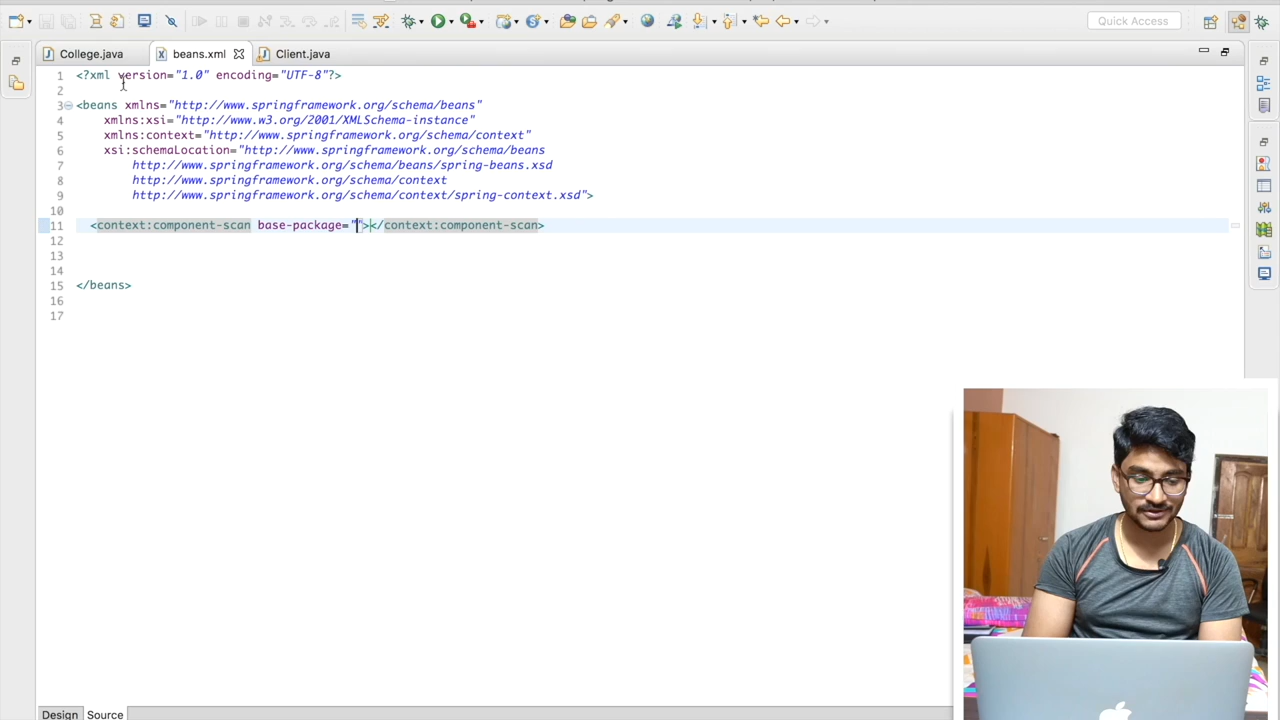 Quick Access
College.java
beans.xml
Client.java
1 <?xml version="1.0" encoding="UTF-8"?>
2
3 <beans xmlns="http://www.springframework.org/schema/beans"
4 xmlns:xsi="http://www.w3.org/2001/XMLSchema-instance"
5 xmlns:context="http://www.springframework.org/schema/context"
6 xsi:schemaLocation="http://www.springframework.org/schema/beans
7 http://www.springframework.org/schema/beans/spring-beans.xsd
8 http://www.springframework.org/schema/context
9 http://www.springframework.org/schema/context/spring-context.xsd">
10
11 <context:component-scan base-package=""></context:component-scan>
12
13
14
15 </beans>
16
17
Design Source